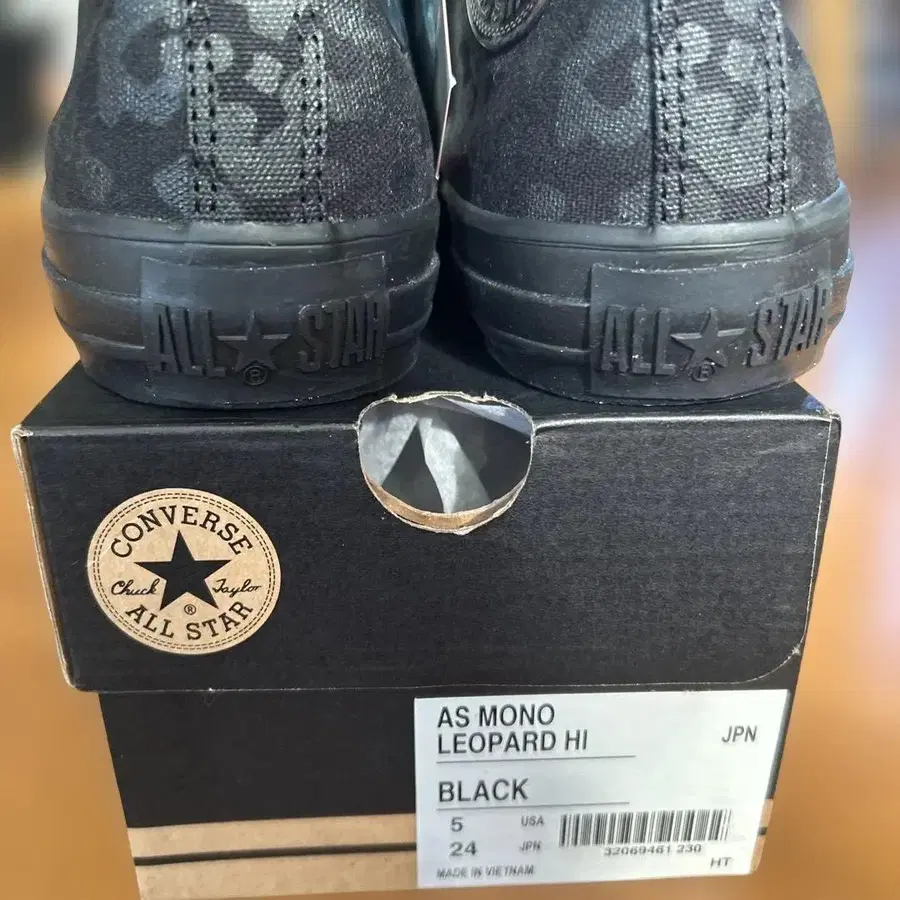 ALL ★ STAR
®
ALL ★ STAR
®
CONVERSE
Chuck Taylor
®
ALL STAR
AS MONO
LEOPARD HI
JPN
BLACK
5 USA
24 JPN
32069461 230
MADE IN VIETNAM
HT